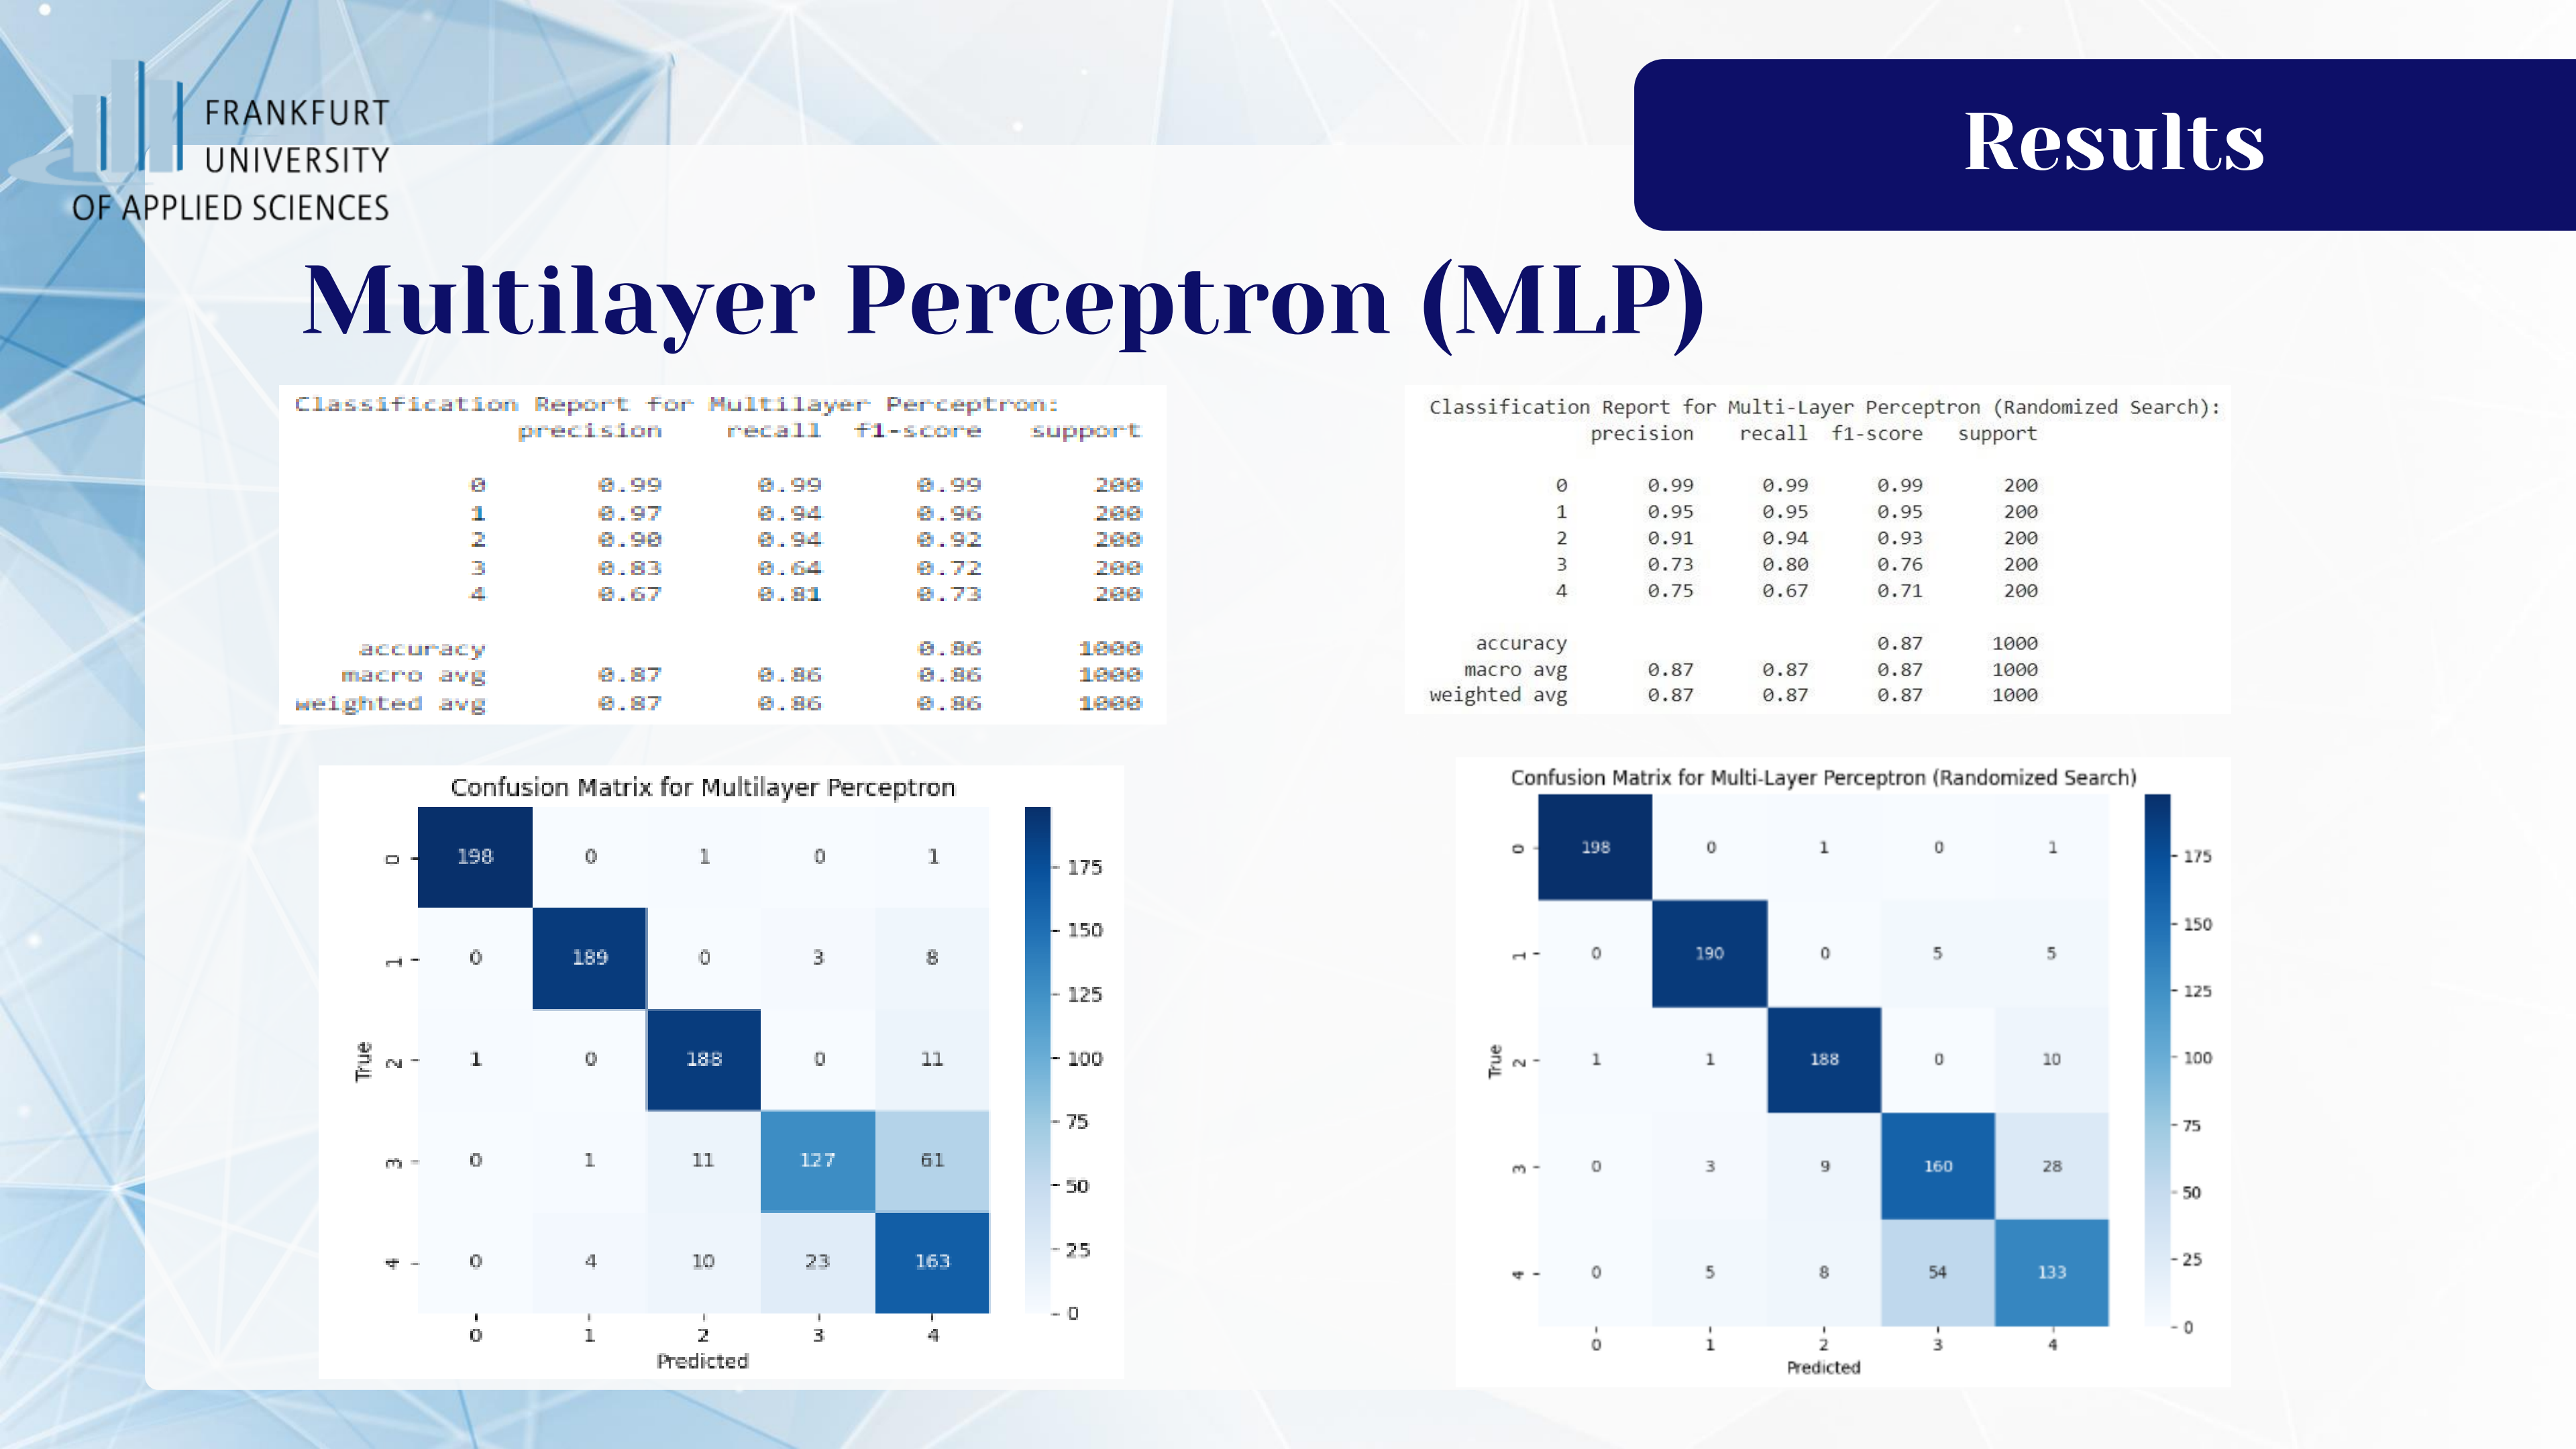 FRANKFURT
UNIVERSITY
OF APPLIED SCIENCES
Results
Multilayer Perceptron (MLP)
Classification Report for Multilayer Perceptron:
precision recall f1-score support
0 0.99 0.99 0.99 200
1 0.97 0.94 0.96 200
2 0.90 0.94 0.92 200
3 0.83 0.64 0.72 200
4 0.67 0.81 0.73 200
accuracy 0.86 1000
macro avg 0.87 0.86 0.86 1000
weighted avg 0.87 0.86 0.86 1000
Classification Report for Multi-Layer Perceptron (Randomized Search):
precision recall f1-score support
0 0.99 0.99 0.99 200
1 0.95 0.95 0.95 200
2 0.91 0.94 0.93 200
3 0.73 0.80 0.76 200
4 0.75 0.67 0.71 200
accuracy 0.87 1000
macro avg 0.87 0.87 0.87 1000
weighted avg 0.87 0.87 0.87 1000
Confusion Matrix for Multilayer Perceptron
0 198 0 1 0 1
1 0 189 0 3 8
2 1 0 188 0 11
3 0 1 11 127 61
4 0 4 10 23 163
True
0 1 2 3 4
Predicted
175
150
125
100
75
50
25
0
Confusion Matrix for Multi-Layer Perceptron (Randomized Search)
0 198 0 1 0 1
1 0 190 0 5 5
2 1 1 188 0 10
3 0 3 9 160 28
4 0 5 8 54 133
True
0 1 2 3 4
Predicted
175
150
125
100
75
50
25
0